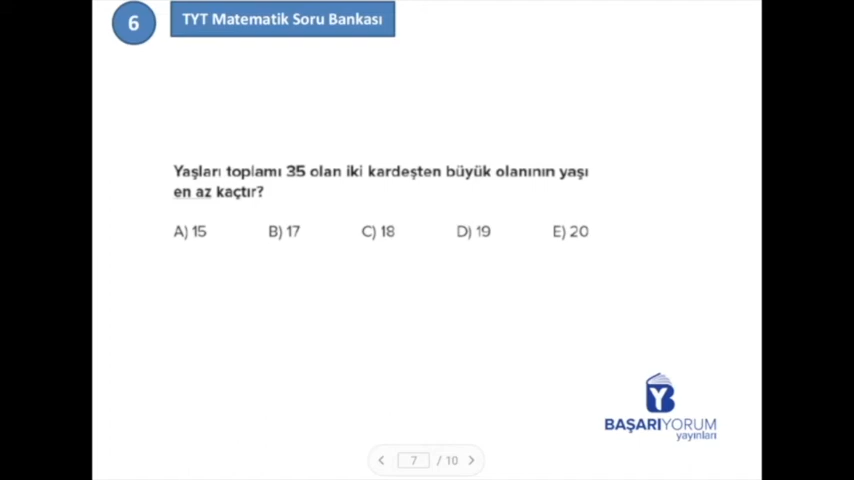 6
TYT Matematik Soru Bankası
Yaşları toplamı 35 olan iki kardeşten büyük olanının yaşı
en az kaçtır?
A) 15 B) 17 C) 18 D) 19 E) 20
BAŞARIYORUM
yayınları
7 / 10